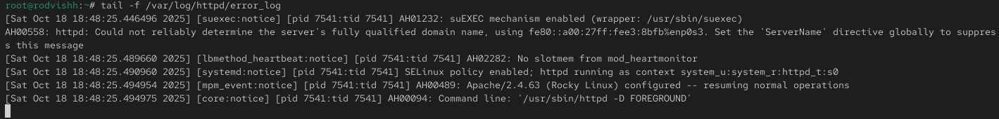 root@rodvishh:~# tail -f /var/log/httpd/error_log
[Sat Oct 18 18:48:25.446496 2025] [suexec:notice] [pid 7541:tid 7541] AH01232: suEXEC mechanism enabled (wrapper: /usr/sbin/suexec)
AH00558: httpd: Could not reliably determine the server's fully qualified domain name, using fe80::a00:27ff:fee3:8bfb%enp0s3. Set the 'ServerName' directive globally to suppres
s this message
[Sat Oct 18 18:48:25.489660 2025] [lbmethod_heartbeat:notice] [pid 7541:tid 7541] AH02282: No slotmem from mod_heartmonitor
[Sat Oct 18 18:48:25.490960 2025] [systemd:notice] [pid 7541:tid 7541] SELinux policy enabled; httpd running as context system_u:system_r:httpd_t:s0
[Sat Oct 18 18:48:25.494954 2025] [mpm_event:notice] [pid 7541:tid 7541] AH00489: Apache/2.4.63 (Rocky Linux) configured -- resuming normal operations
[Sat Oct 18 18:48:25.494975 2025] [core:notice] [pid 7541:tid 7541] AH00094: Command line: '/usr/sbin/httpd -D FOREGROUND'